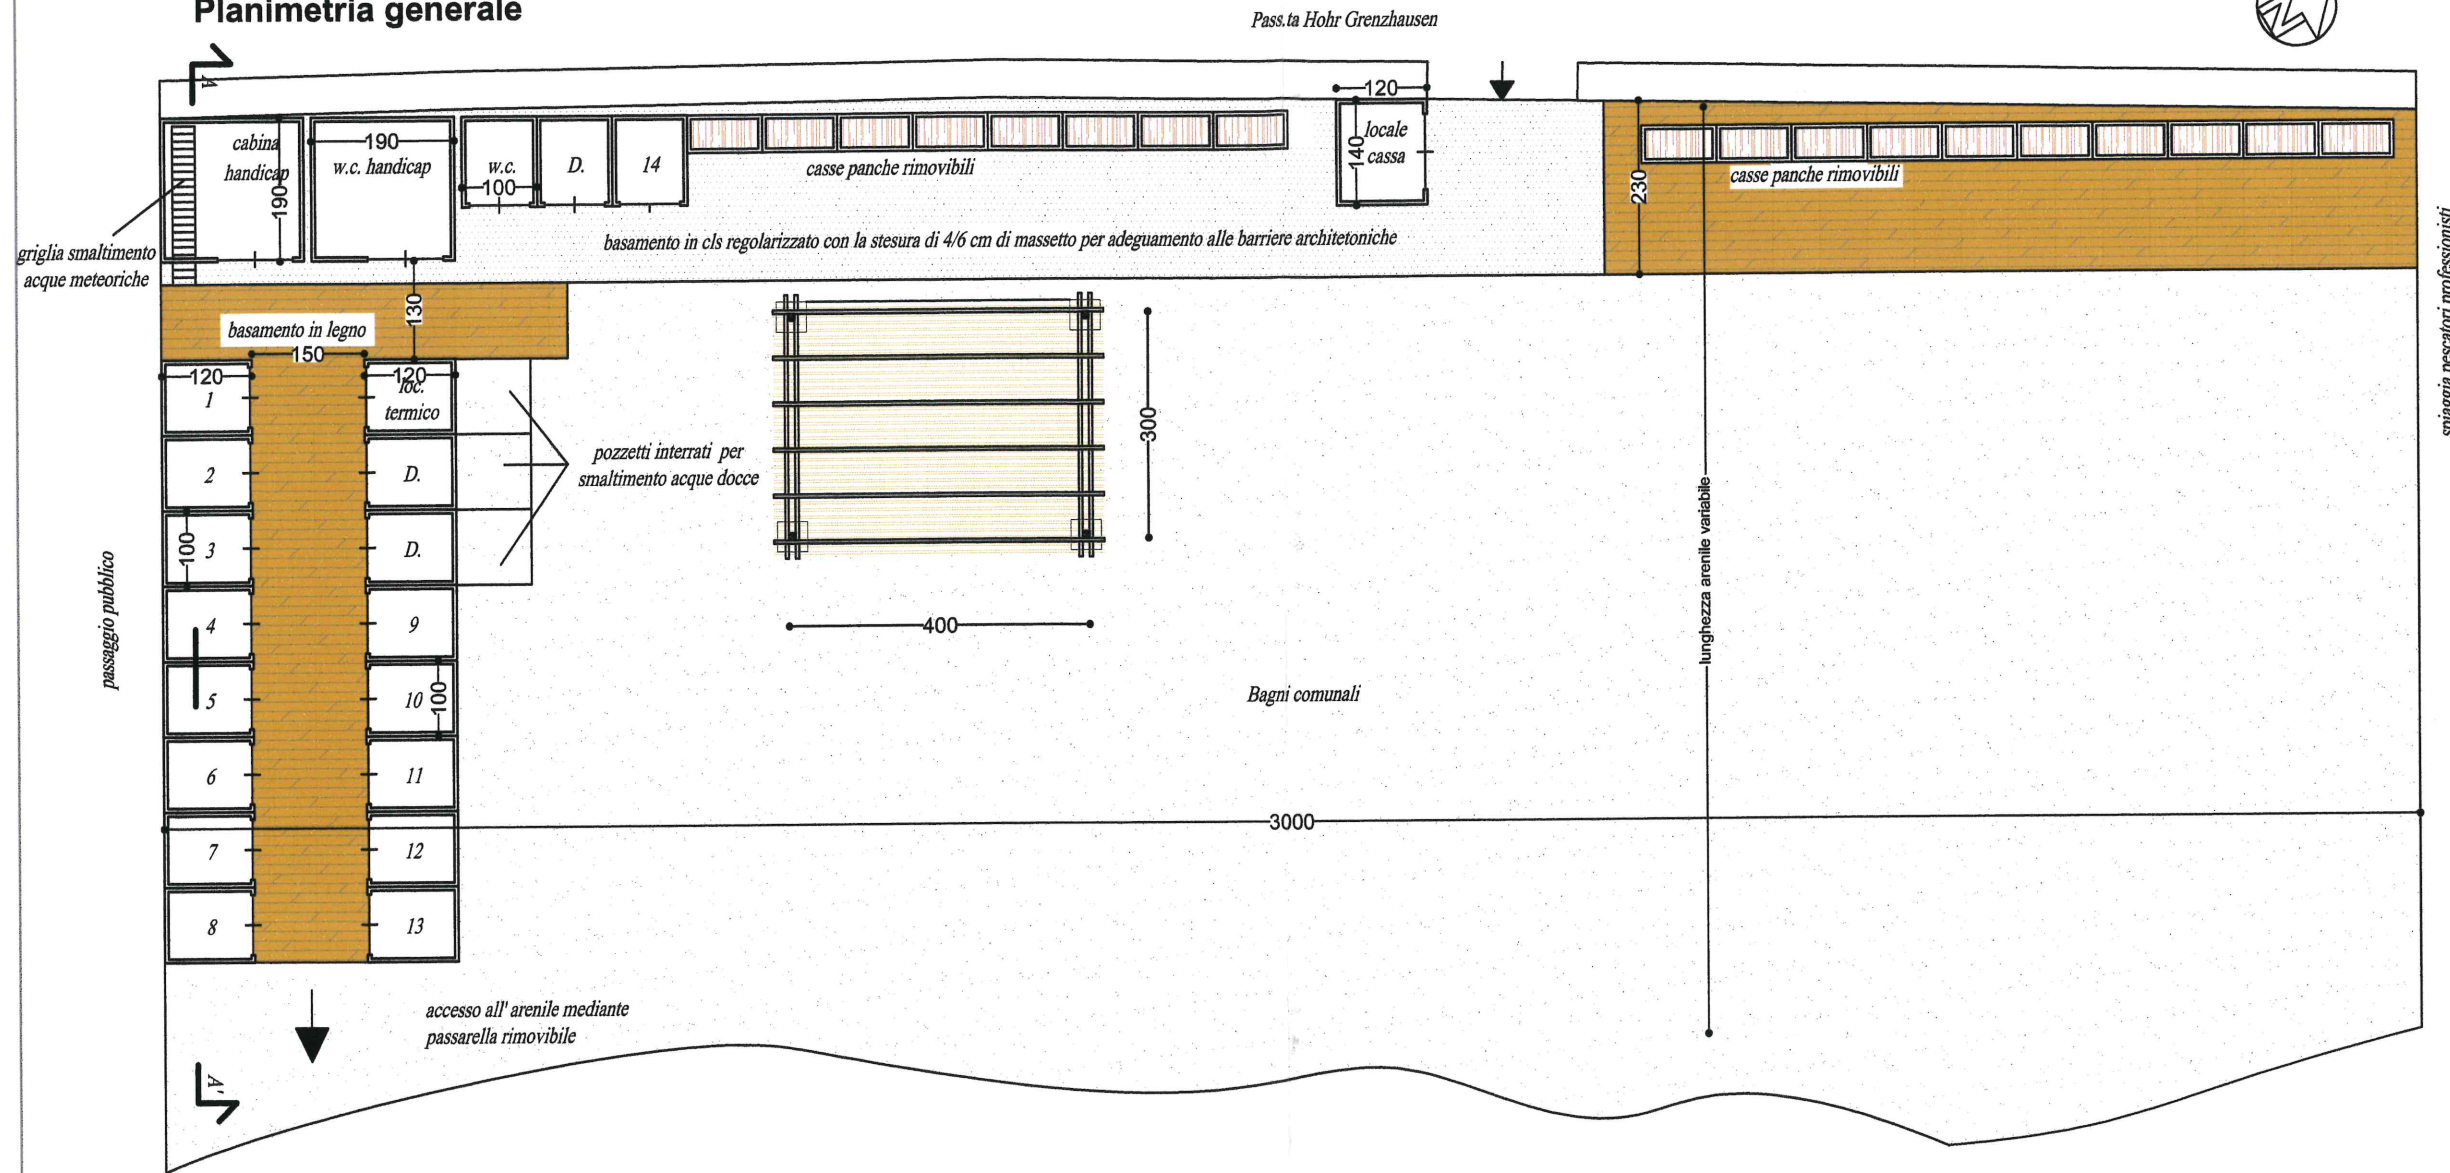 Planimetria generale
Pass.ta Hohr Grenzhausen
A
cabina
handicap
190
190
w.c. handicap
w.c.
100
D.
14
casse panche rimovibili
120
140
locale
cassa
230
casse panche rimovibili
basamento in cls regolarizzato con la stesura di 4/6 cm di massetto per adeguamento alle barriere architetoniche
griglia smaltimento
acque meteoriche
130
basamento in legno
150
120
1
120
loc.
termico
2
D.
100
3
D.
4
9
5
10
100
6
11
7
12
8
13
pozzetti interrati per
smaltimento acque docce
300
400
passaggio pubblico
lunghezza arenile variabile
spiaggia pescatori professionisti
Bagni comunali
3000
accesso all' arenile mediante
passarella rimovibile
A'